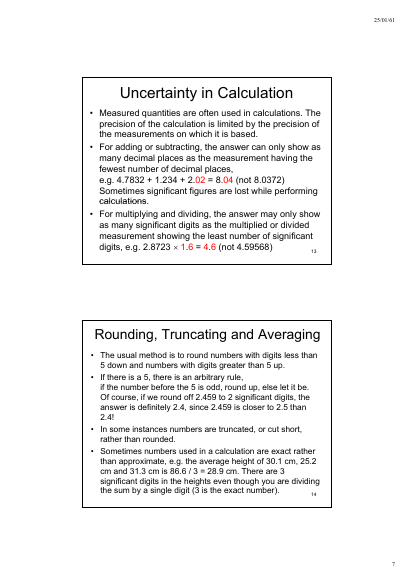 25/01/61
Uncertainty in Calculation
• Measured quantities are often used in calculations. The
precision of the calculation is limited by the precision of
the measurements on which it is based.
• For adding or subtracting, the answer can only show as
many decimal places as the measurement having the
fewest number of decimal places,
e.g. 4.7832 + 1.234 + 2.02 = 8.04 (not 8.0372)
Sometimes significant figures are lost while performing
calculations.
• For multiplying and dividing, the answer may only show
as many significant digits as the multiplied or divided
measurement showing the least number of significant
digits, e.g. 2.8723 × 1.6 = 4.6 (not 4.59568)
13
Rounding, Truncating and Averaging
• The usual method is to round numbers with digits less than
5 down and numbers with digits greater than 5 up.
• If there is a 5, there is an arbitrary rule,
if the number before the 5 is odd, round up, else let it be.
Of course, if we round off 2.459 to 2 significant digits, the
answer is definitely 2.4, since 2.459 is closer to 2.5 than
2.4!
• In some instances numbers are truncated, or cut short,
rather than rounded.
• Sometimes numbers used in a calculation are exact rather
than approximate, e.g. the average height of 30.1 cm, 25.2
cm and 31.3 cm is 86.6 / 3 = 28.9 cm. There are 3
significant digits in the heights even though you are dividing
the sum by a single digit (3 is the exact number).
14
7